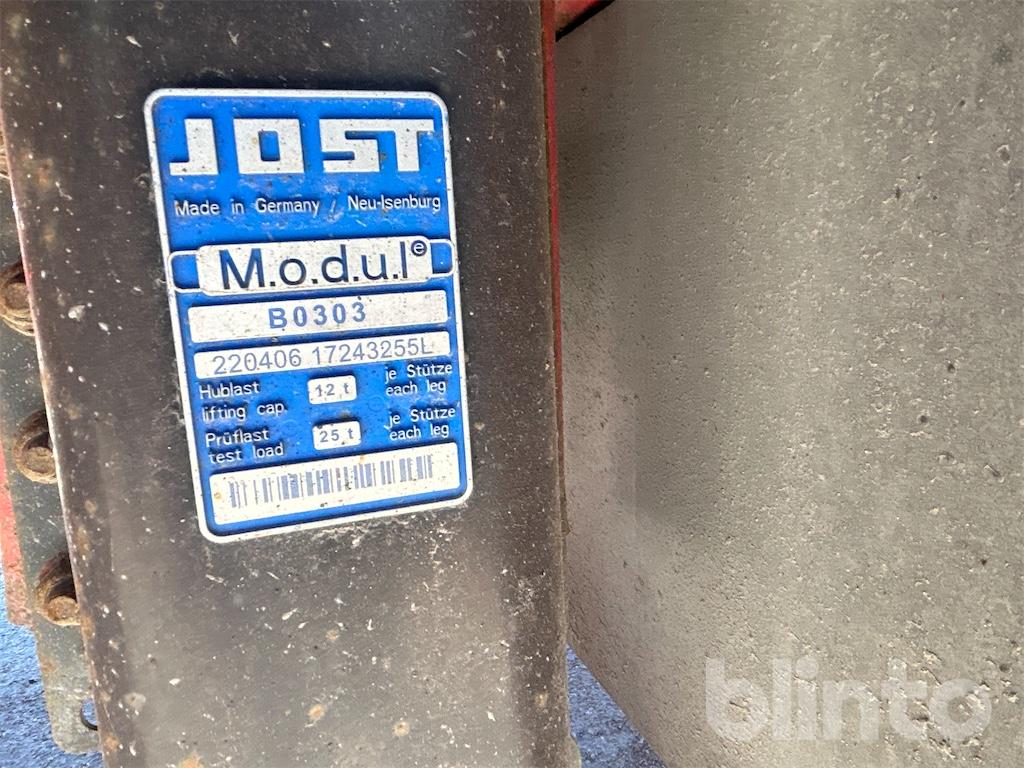 JOST
Made in Germany / Neu-Isenburg
M.o.d.u.l e
B0303
220406 17243255L
Hublast 12 t je Stütze
lifting cap. each leg
Prüflast 25 t je Stütze
test load each leg
blinto